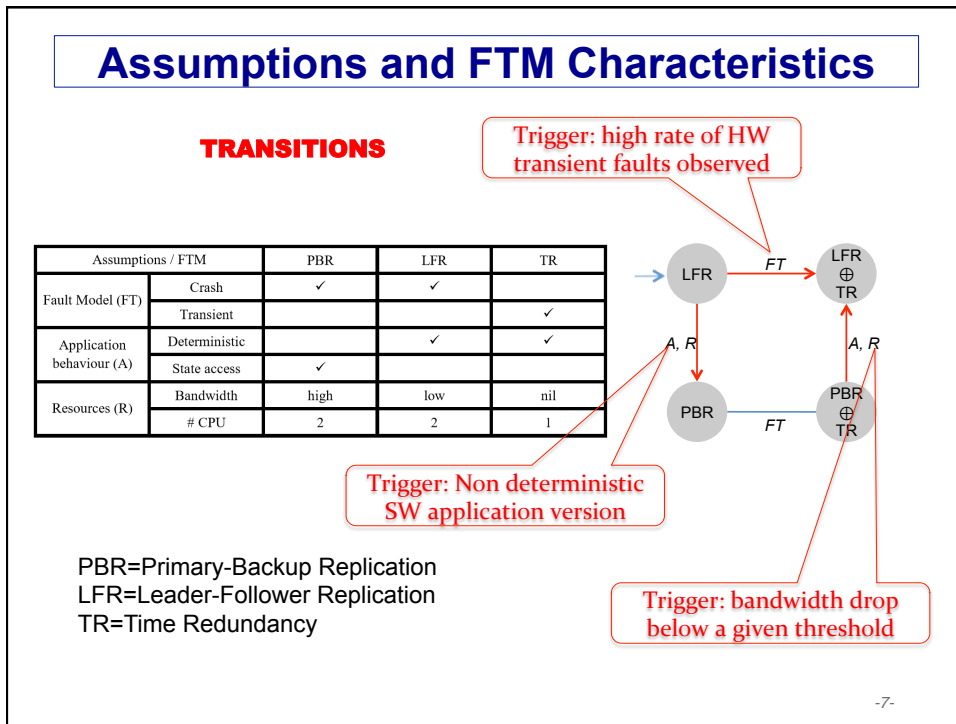 Assumptions and FTM Characteristics
TRANSITIONS
Trigger: high rate of HW
transient faults observed
Assumptions / FTM PBR LFR TR
Fault Model (FT) Crash ✓ ✓
Transient ✓
Application
behaviour (A)
Deterministic ✓ ✓
State access ✓
Resources (R) Bandwidth high low nil
# CPU 2 2 1
LFR
FT
LFR
⊕
TR
A, R
A, R
PBR
FT
PBR
⊕
TR
Trigger: Non deterministic
SW application version
PBR=Primary-Backup Replication
LFR=Leader-Follower Replication
TR=Time Redundancy
Trigger: bandwidth drop
below a given threshold
-7-